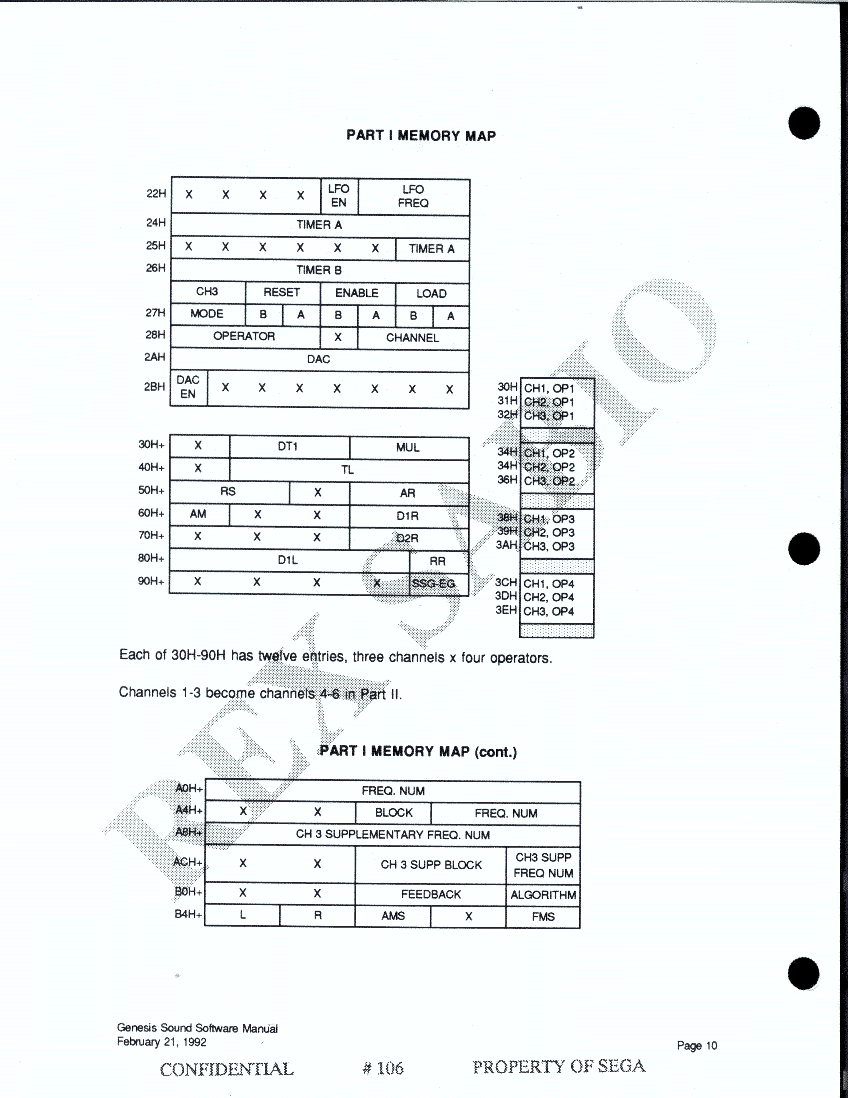 PART I MEMORY MAP
22H X X X X LFO EN LFO FREQ
24H TIMER A
25H X X X X X X TIMER A
26H TIMER B
CH3 RESET ENABLE LOAD
27H MODE B A B A B A
28H OPERATOR X CHANNEL
2AH DAC
2BH DAC EN X X X X X X X
30H CH1, OP1
31H CH2, OP1
32H CH3, OP1
34H CH1, OP2
34H CH2, OP2
36H CH3, OP2
38H CH1, OP3
39H CH2, OP3
3AH CH3, OP3
3CH CH1, OP4
3DH CH2, OP4
3EH CH3, OP4
30H+ X DT1 MUL
40H+ X TL
50H+ RS X AR
60H+ AM X X D1R
70H+ X X X D2R
80H+ D1L RR
90H+ X X X X SSG-EG
Each of 30H-90H has twelve entries, three channels x four operators.
Channels 1-3 become channels 4-6 in Part II.
PART I MEMORY MAP (cont.)
A0H+ FREQ. NUM
A4H+ X X BLOCK FREQ. NUM
A8H+ CH 3 SUPPLEMENTARY FREQ. NUM
ACH+ X X CH 3 SUPP BLOCK CH3 SUPP FREQ NUM
B0H+ X X FEEDBACK ALGORITHM
B4H+ L R AMS X FMS
REX SABIO
Genesis Sound Software Manual
February 21, 1992
Page 10
CONFIDENTIAL # 106 PROPERTY OF SEGA